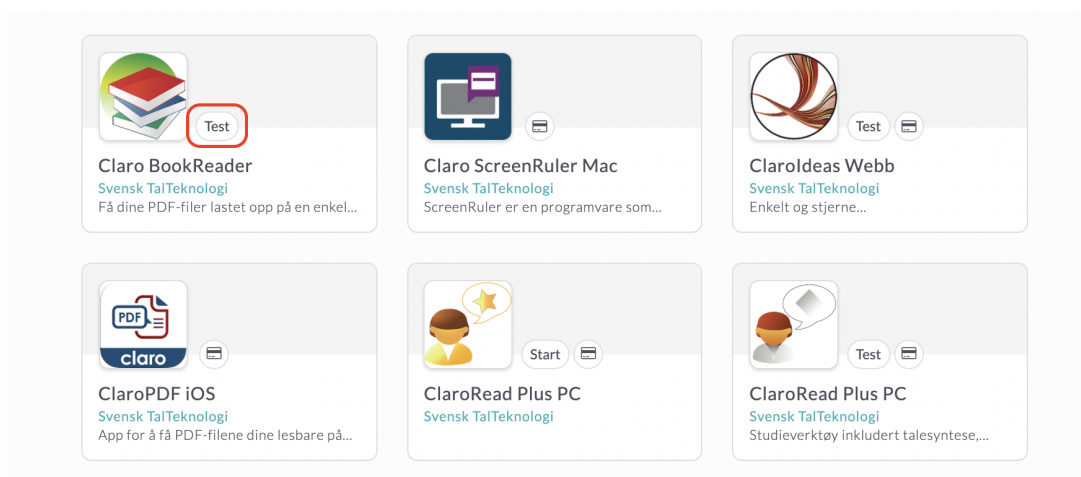 Test
Claro BookReader
Svensk TalTeknologi
Få dine PDF-filer lastet opp på en enkel...
Claro ScreenRuler Mac
Svensk TalTeknologi
ScreenRuler er en programvare som...
Test
ClaroIdeas Webb
Svensk TalTeknologi
Enkelt og stjerne...
PDF
claro
ClaroPDF iOS
Svensk TalTeknologi
App for å få PDF-filene dine lesbare på...
Start
ClaroRead Plus PC
Svensk TalTeknologi
Test
ClaroRead Plus PC
Svensk TalTeknologi
Studieverktøy inkludert talesyntese,...